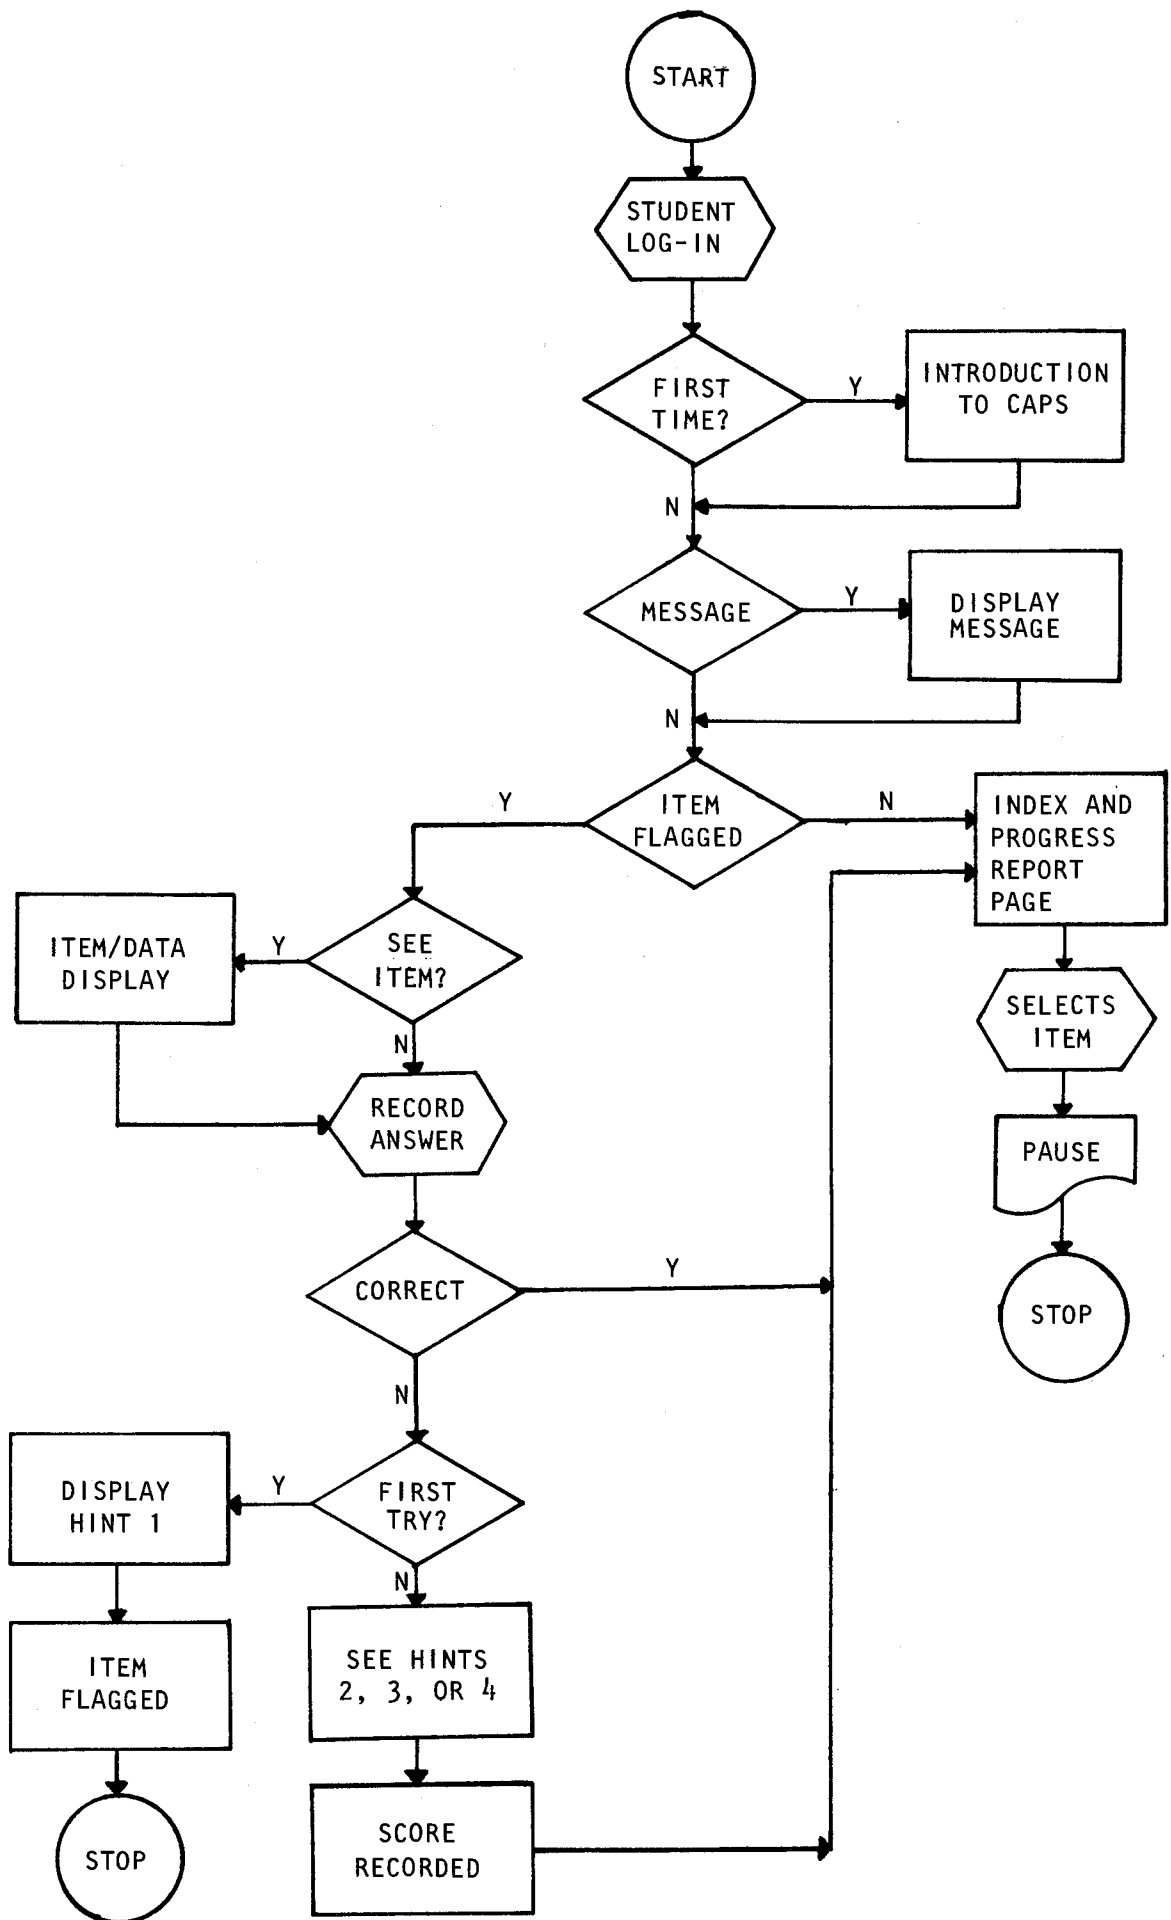 START
STUDENT
LOG-IN
FIRST
TIME?
Y
INTRODUCTION
TO CAPS
N
MESSAGE
Y
DISPLAY
MESSAGE
N
ITEM
FLAGGED
Y
N
INDEX AND
PROGRESS
REPORT
PAGE
SEE
ITEM?
Y
ITEM/DATA
DISPLAY
N
SELECTS
ITEM
RECORD
ANSWER
PAUSE
CORRECT
Y
STOP
N
FIRST
TRY?
Y
DISPLAY
HINT 1
N
SEE HINTS
2, 3, OR 4
ITEM
FLAGGED
SCORE
RECORDED
STOP